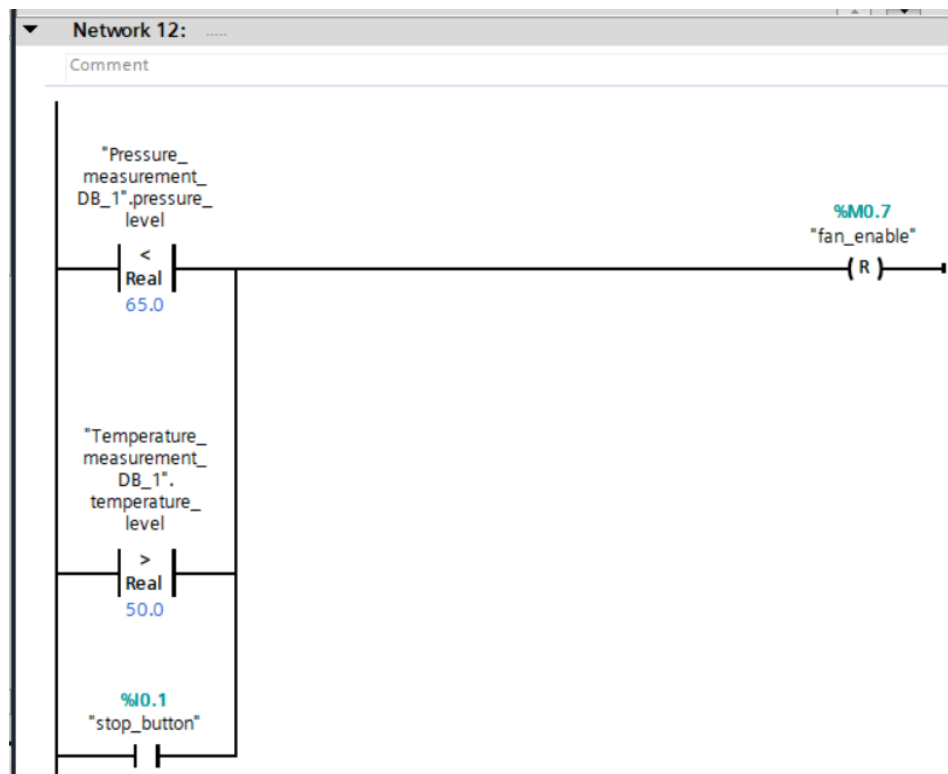 Network 12: .....
Comment
"Pressure_
measurement_
DB_1".pressure_
level
<
Real
65.0
%M0.7
"fan_enable"
R
"Temperature_
measurement_
DB_1".
temperature_
level
>
Real
50.0
%I0.1
"stop_button"